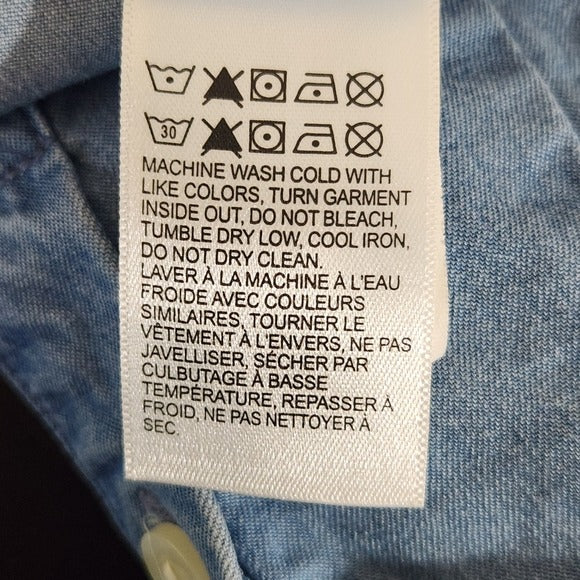 30
MACHINE WASH COLD WITH
LIKE COLORS, TURN GARMENT
INSIDE OUT, DO NOT BLEACH,
TUMBLE DRY LOW, COOL IRON,
DO NOT DRY CLEAN.
LAVER À LA MACHINE À L'EAU
FROIDE AVEC COULEURS
SIMILAIRES, TOURNER LE
VÊTEMENT À L'ENVERS, NE PAS
JAVELLISER, SÉCHER PAR
CULBUTAGE À BASSE
TEMPÉRATURE, REPASSER À
FROID, NE PAS NETTOYER À
SEC.